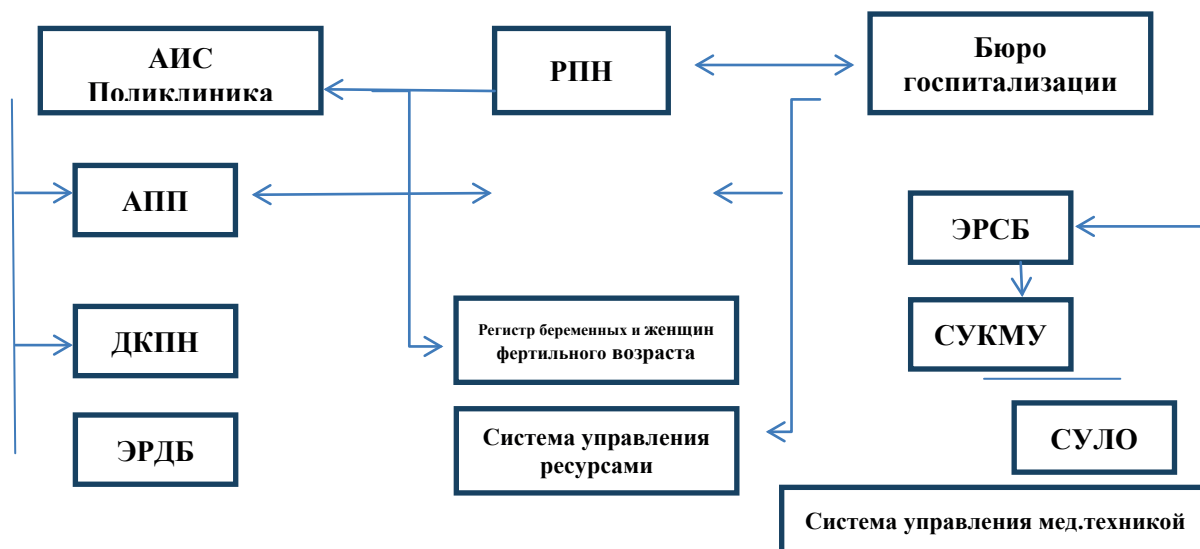 АИС
Поликлиника
РПН
Бюро
госпитализации
АПП
ЭРСБ
ДКПН
Регистр беременных и женщин
фертильного возраста
СУКМУ
ЭРДБ
Система управления
ресурсами
СУЛО
Система управления мед.техникой